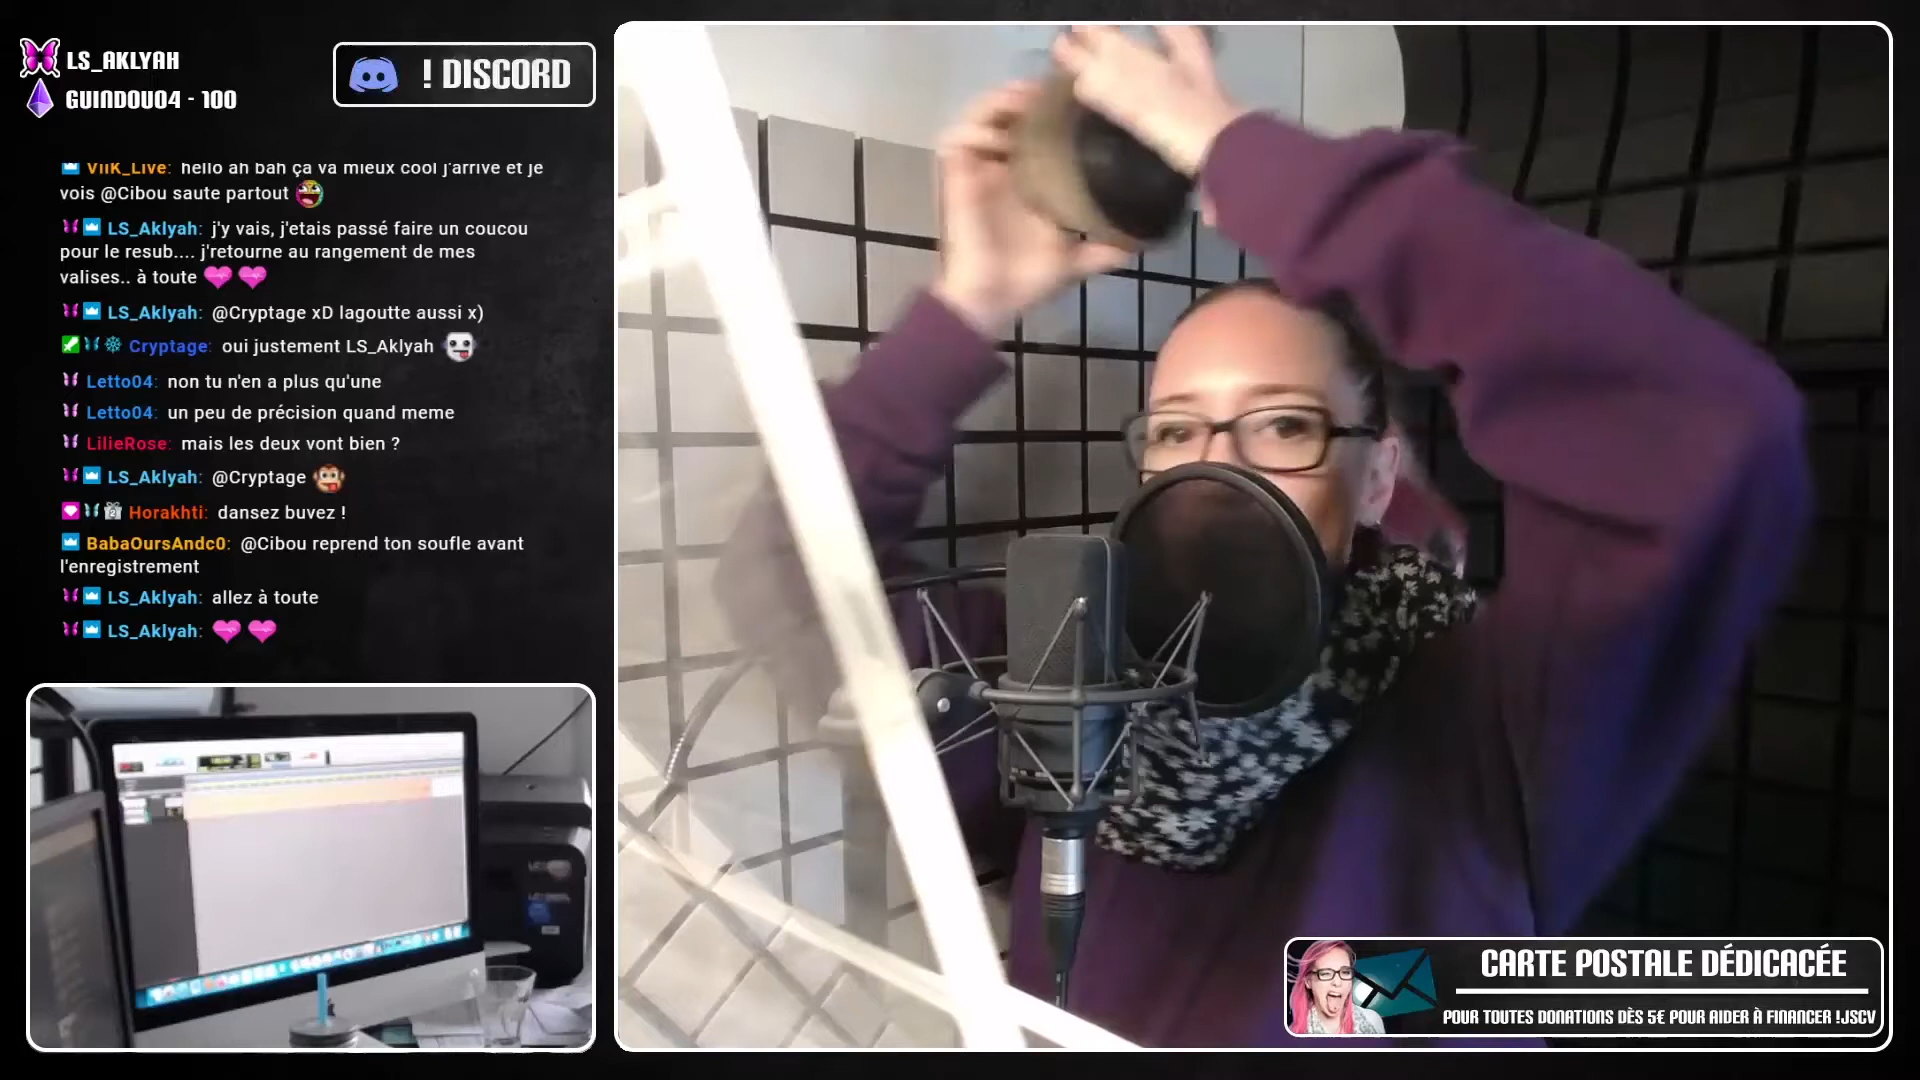 LS_AKLYAH
GUINDOU04 - 100
! DISCORD
ViiK_Live: hello ah bah ça va mieux cool j'arrive et je
vois @Cibou saute partout
LS_Aklyah: j'y vais, j'etais passé faire un coucou
pour le resub.... j'retourne au rangement de mes
valises.. à toute
LS_Aklyah: @Cryptage xD lagoutte aussi x)
Cryptage: oui justement LS_Aklyah
Letto04: non tu n'en a plus qu'une
Letto04: un peu de précision quand meme
LilieRose: mais les deux vont bien ?
LS_Aklyah: @Cryptage
Horakhti: dansez buvez !
BabaOursAndc0: @Cibou reprend ton soufle avant
l'enregistrement
LS_Aklyah: allez à toute
LS_Aklyah:
CARTE POSTALE DÉDICACÉE
POUR TOUTES DONATIONS DÈS 5€ POUR AIDER À FINANCER !JSCV